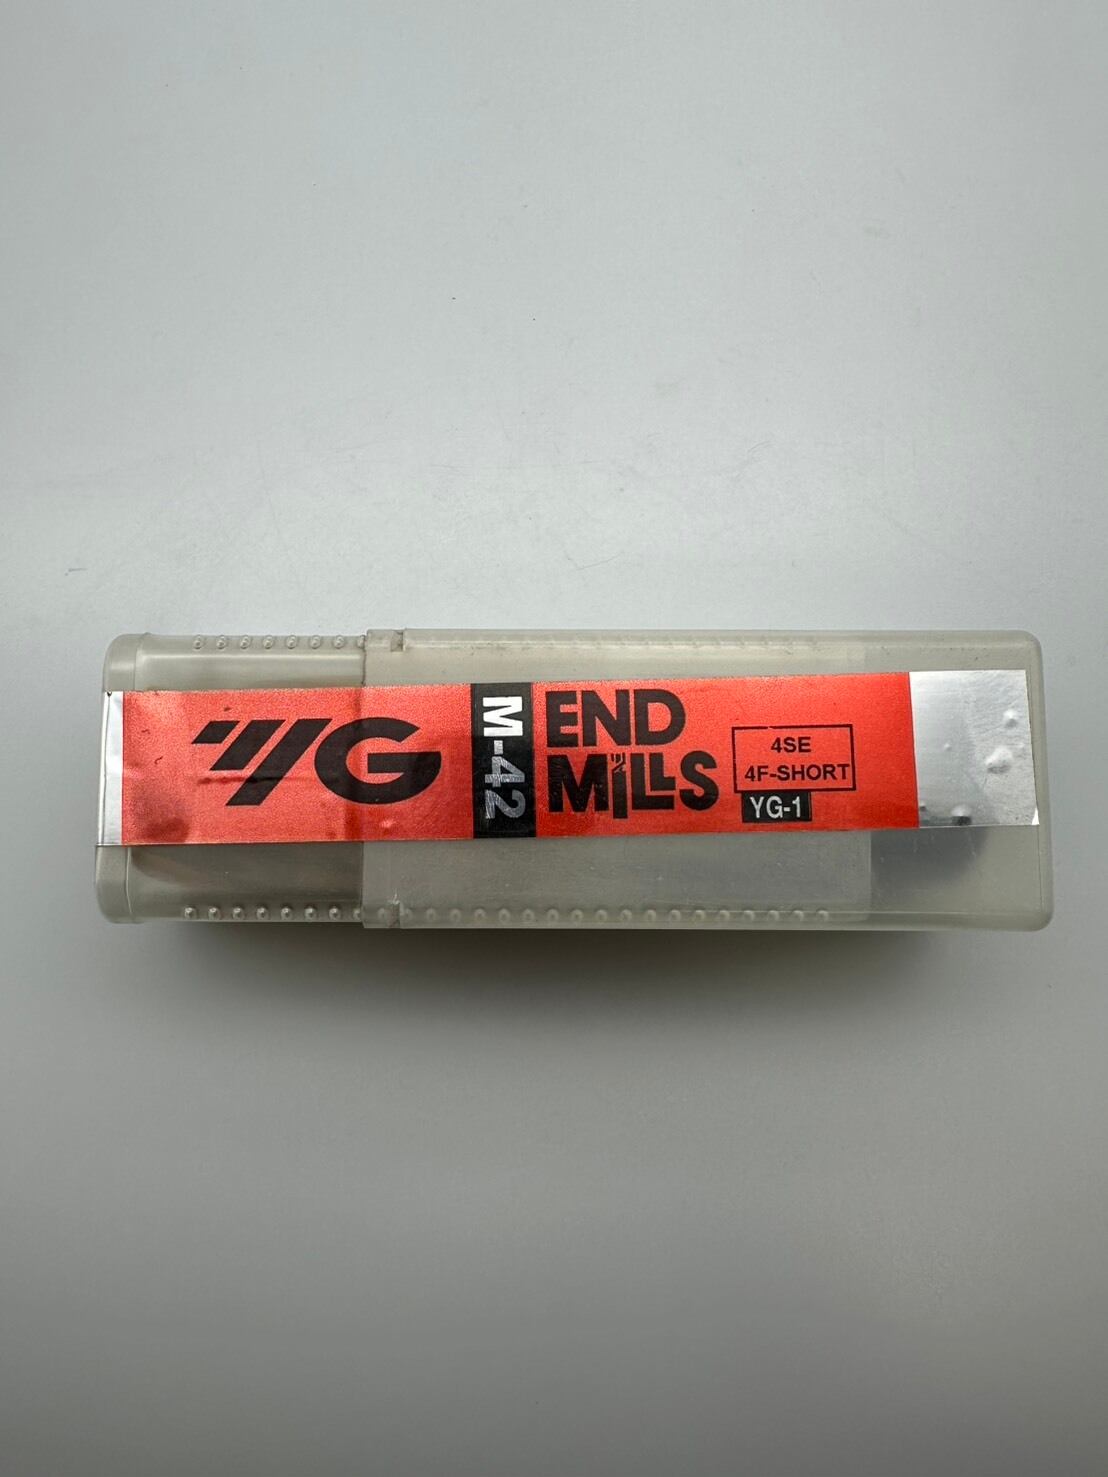 YG
M-42
END
MILLS
4SE
4F-SHORT
YG-1